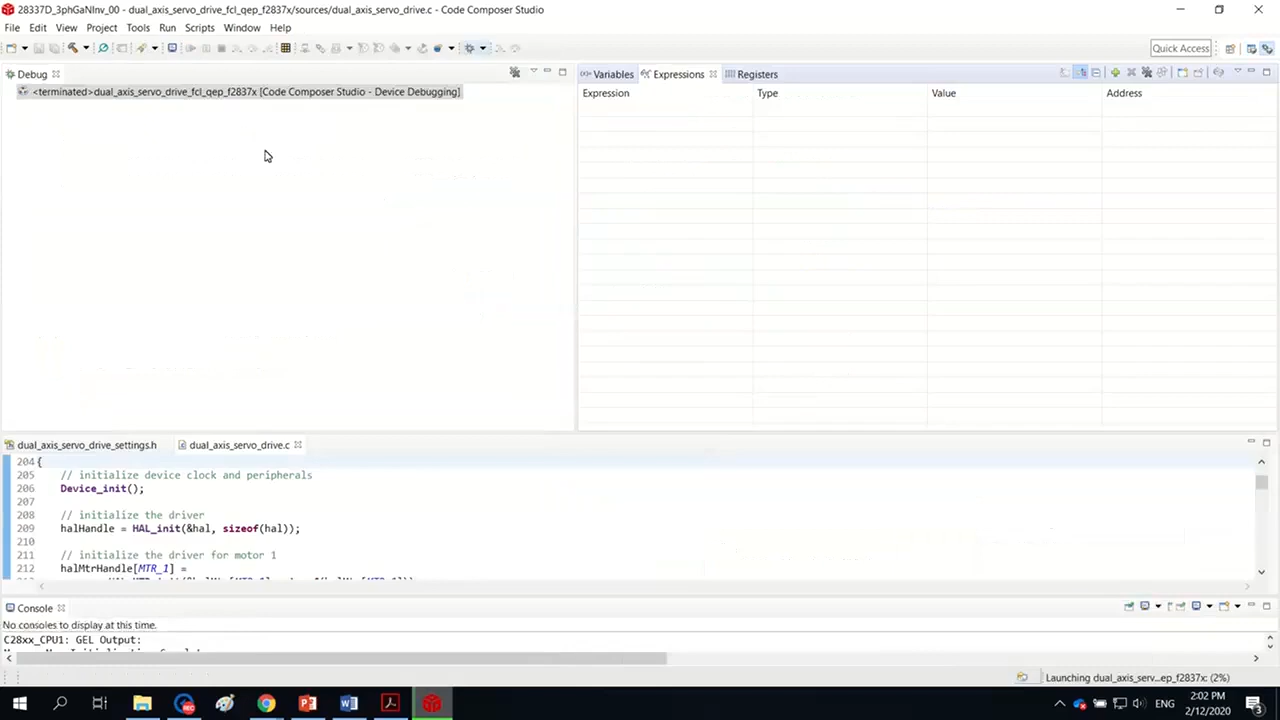 28337D_3phGaNInv_00 - dual_axis_servo_drive_fcl_qep_f2837x/sources/dual_axis_servo_drive.c - Code Composer Studio
File Edit View Project Tools Run Scripts Window Help
Quick Access
Debug
Variables Expressions Registers
<terminated>dual_axis_servo_drive_fcl_qep_f2837x [Code Composer Studio - Device Debugging]
Expression Type Value Address
dual_axis_servo_drive_settings.h dual_axis_servo_drive.c
204 {
205 // initialize device clock and peripherals
206 Device_init();
207
208 // initialize the driver
209 halHandle = HAL_init(&hal, sizeof(hal));
210
211 // initialize the driver for motor 1
212 halMtrHandle[MTR_1] =
Console
No consoles to display at this time.
C28xx_CPU1: GEL Output:
Launching dual_axis_serv...ep_f2837x: (2%)
REC
ENG
2:02 PM
2/12/2020
3